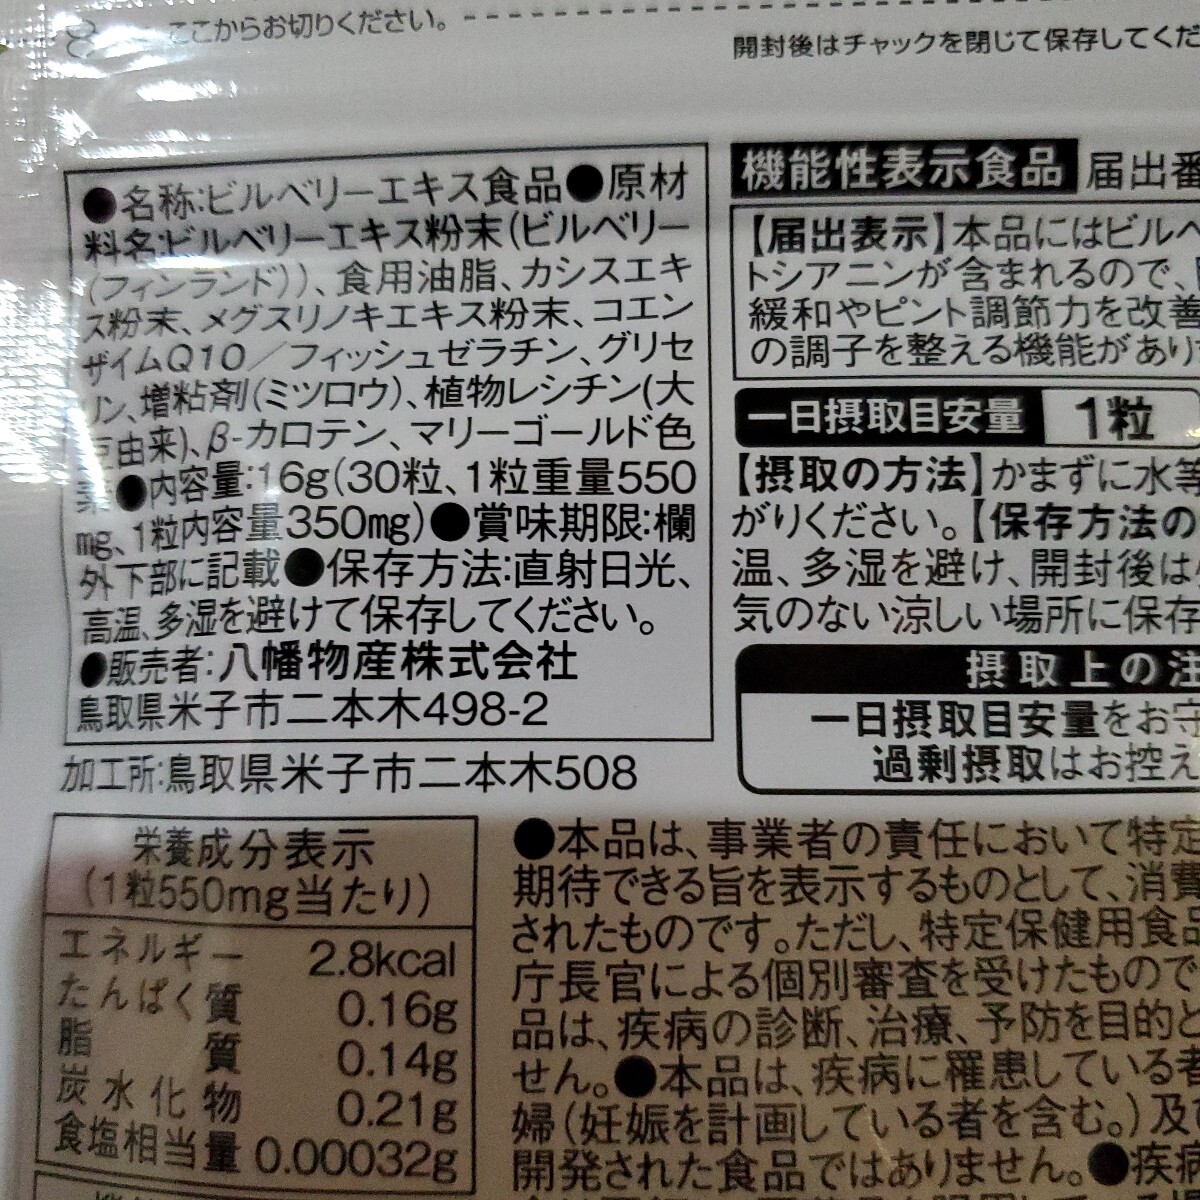 ここからお切りください。
開封後はチャックを閉じて保存してくだ
●名称:ビルベリーエキス食品●原材
料名:ビルベリーエキス粉末(ビルベリー
(フィンランド))、食用油脂、カシスエキ
ス粉末、メグスリノキエキス粉末、コエン
ザイムQ10/フィッシュゼラチン、グリセ
リン、増粘剤(ミツロウ)、植物レシチン(大
豆由来)、β-カロテン、マリーゴールド色
素●内容量:16g(30粒、1粒重量550
mg、1粒内容量350mg)●賞味期限:欄
外下部に記載●保存方法:直射日光、
高温、多湿を避けて保存してください。
●販売者:八幡物産株式会社
鳥取県米子市二本木498-2
加工所:鳥取県米子市二本木508
栄養成分表示
(1粒550mg当たり)
エネルギー 2.8kcal
たんぱく質 0.16g
脂質 0.14g
炭水化物 0.21g
食塩相当量 0.00032g
機能性表示食品 届出番
【届出表示】本品にはビルベ
トシアニンが含まれるので、
緩和やピント調節力を改善
の調子を整える機能があり
一日摂取目安量 1粒
【摂取の方法】かまずに水等
がりください。【保存方法の
温、多湿を避け、開封後は
気のない涼しい場所に保存
摂取上の注
一日摂取目安量をお守
過剰摂取はお控え
●本品は、事業者の責任において特定
期待できる旨を表示するものとして、消費
されたものです。ただし、特定保健用食品
庁長官による個別審査を受けたもので
品は、疾病の診断、治療、予防を目的と
せん。●本品は、疾病に罹患している者
婦(妊娠を計画している者を含む。)及
開発された食品ではありません。●疾病